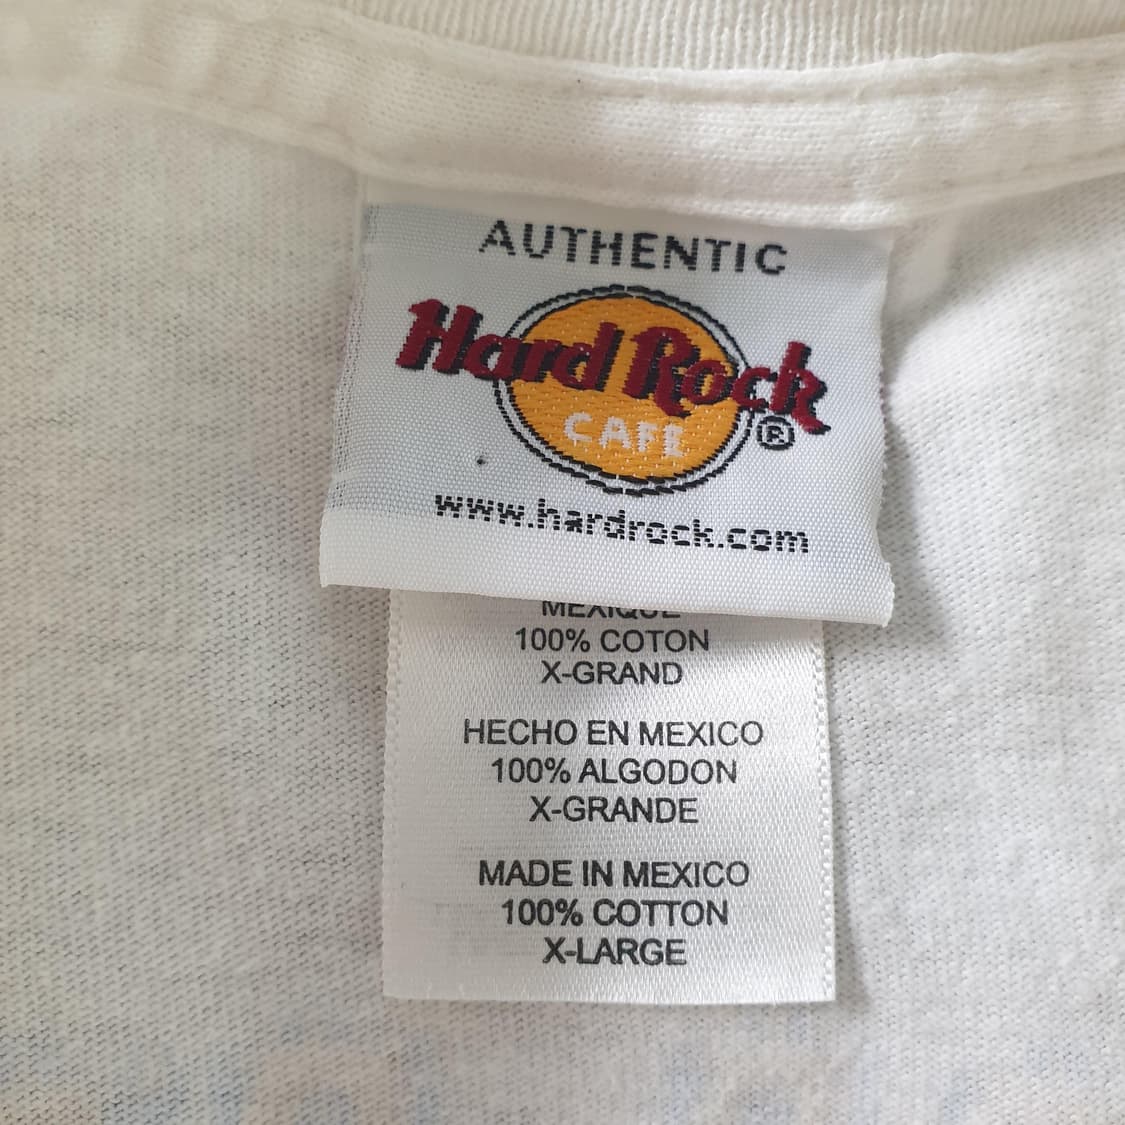 AUTHENTIC
Hard Rock
CAFE
®
www.hardrock.com
MEXIQUE
100% COTON
X-GRAND
HECHO EN MEXICO
100% ALGODON
X-GRANDE
MADE IN MEXICO
100% COTTON
X-LARGE